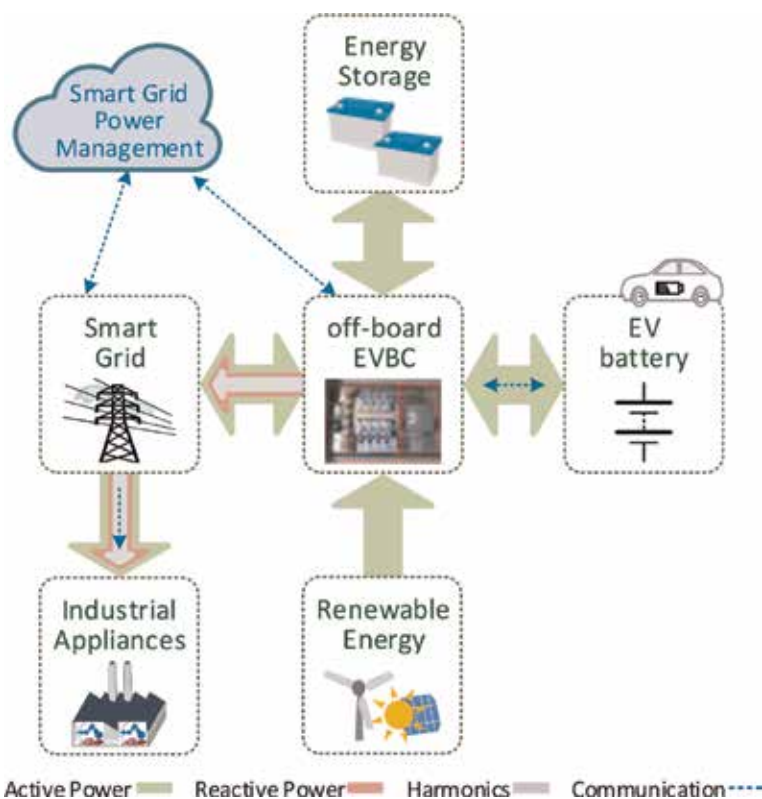 Energy
Storage
Smart Grid
Power
Management
Smart
Grid
off-board
EVBC
EV
battery
Industrial
Appliances
Renewable
Energy
Active Power Reactive Power Harmonics Communication